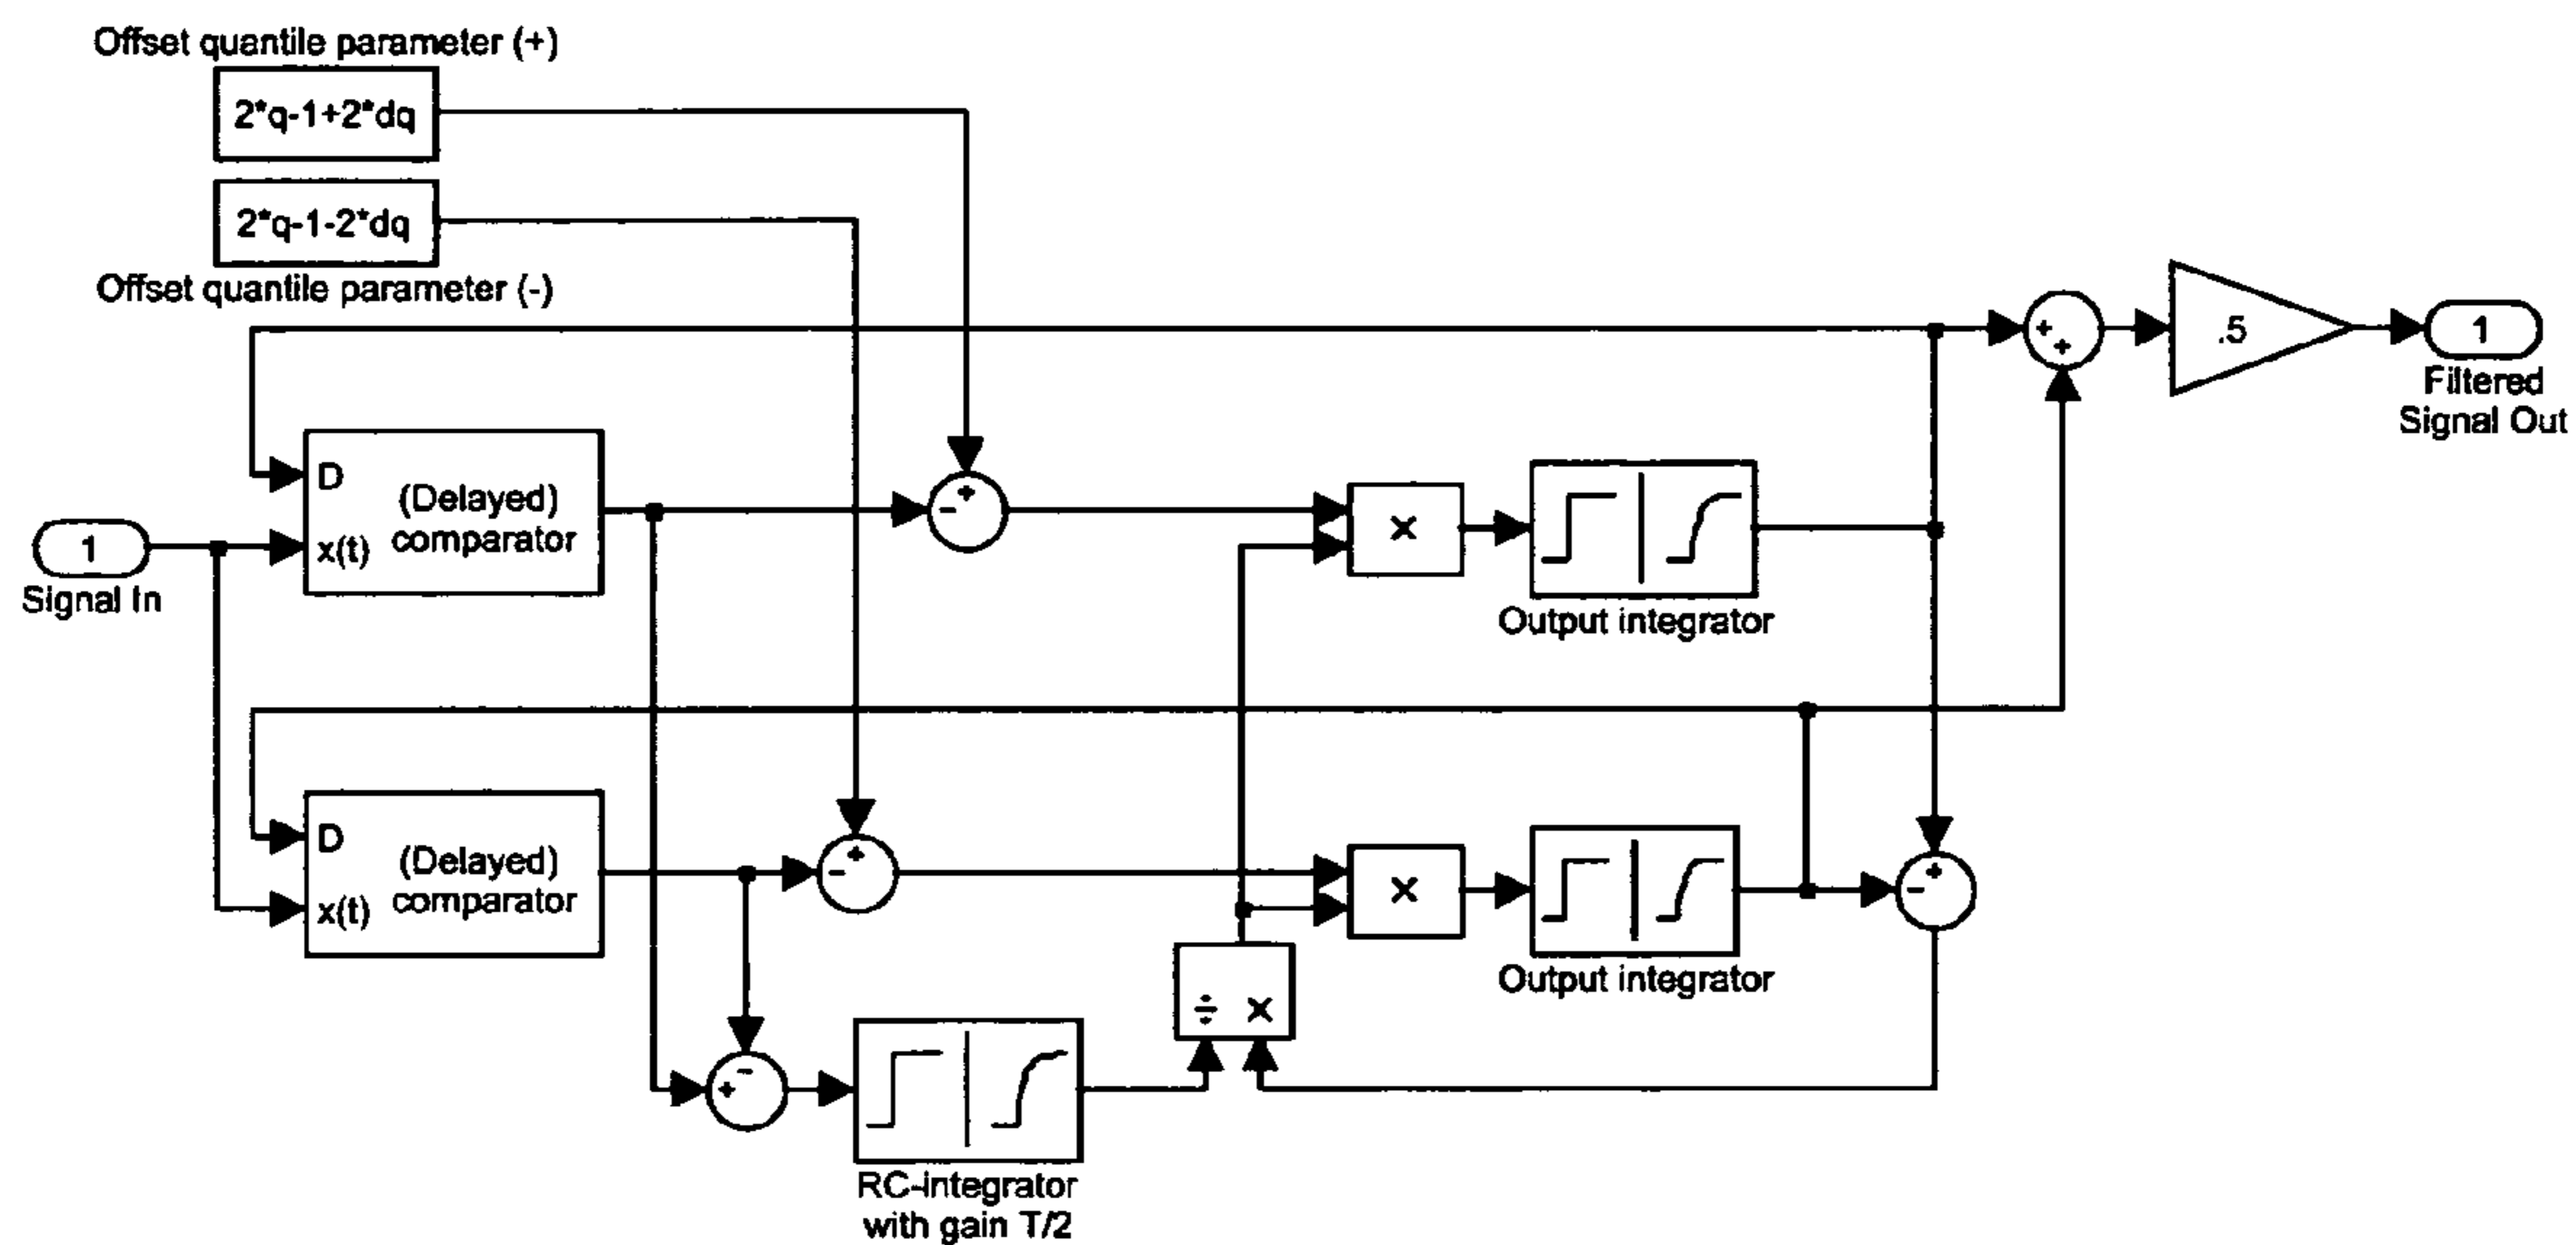 Offset quantile parameter (+)
2*q-1+2*dq
2*q-1-2*dq
Offset quantile parameter (-)
+
+
.5
1
Filtered
Signal Out
D
(Delayed)
x(t) comparator
- +
×
Output integrator
1
Signal In
D
(Delayed)
x(t) comparator
- +
×
Output integrator
- +
÷ ×
+ -
RC-integrator
with gain T/2